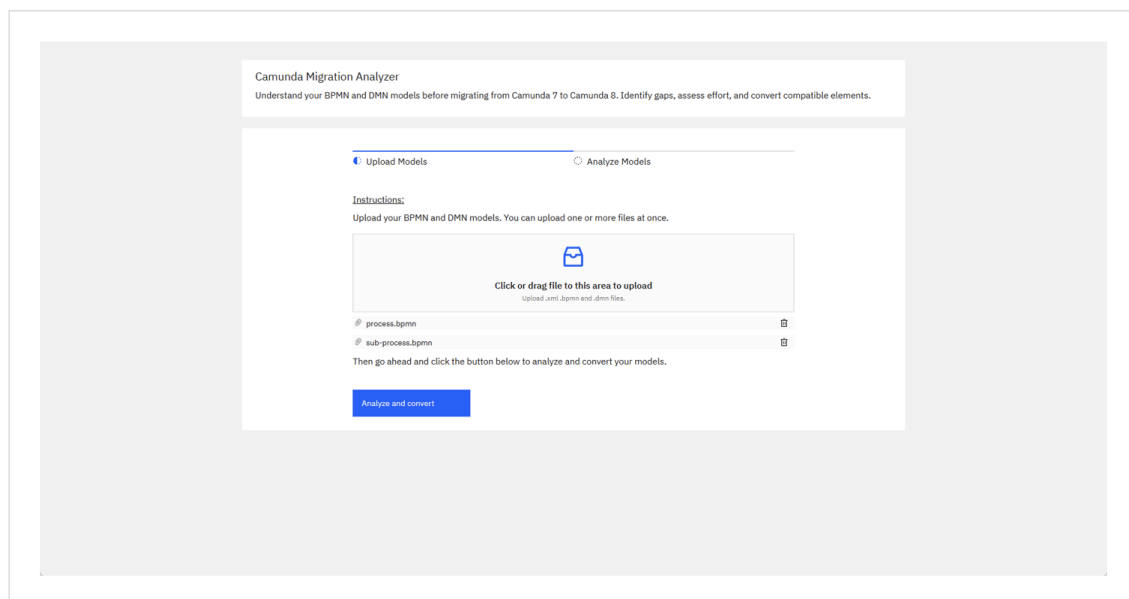 Camunda Migration Analyzer
Understand your BPMN and DMN models before migrating from Camunda 7 to Camunda 8. Identify gaps, assess effort, and convert compatible elements.
Upload Models
Analyze Models
Instructions:
Upload your BPMN and DMN models. You can upload one or more files at once.
Click or drag file to this area to upload
Upload .xml .bpmn and .dmn files.
process.bpmn
sub-process.bpmn
Then go ahead and click the button below to analyze and convert your models.
Analyze and convert